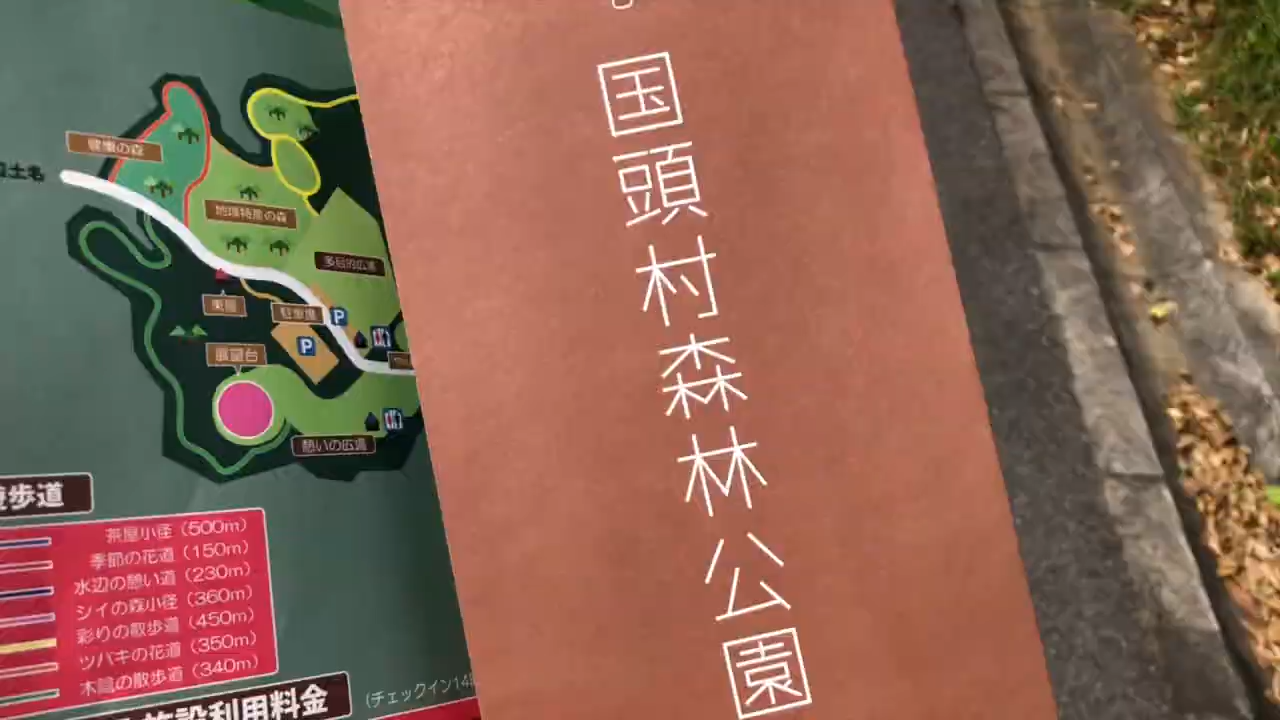 国頭村森林公園
健康の森
地域特産の森
多目的広場
東屋
駐車場
P
P
展望台
憩いの広場
遊歩道
茶屋小径（500m）
季節の花道（150m）
水辺の憩い道（230m）
シイの森小径（360m）
彩りの散歩道（450m）
ツバキの花道（350m）
木陰の散歩道（340m）
施設利用料金
（チェックイン14